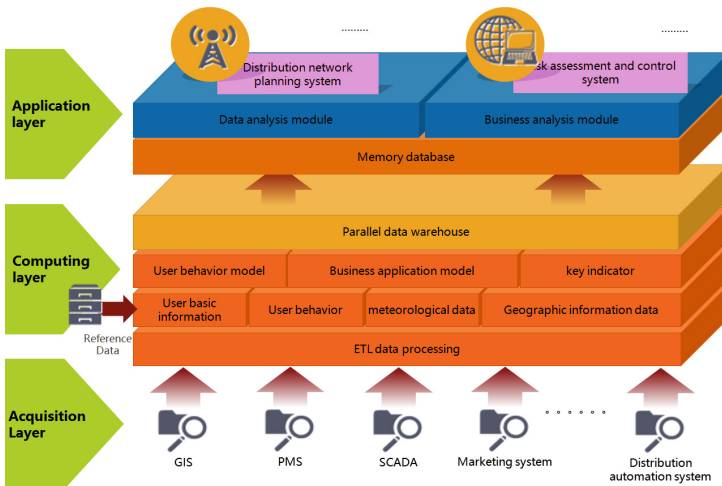 .........
.........
Distribution network
planning system
sk assessment and control
system
Application
layer
Data analysis module
Business analysis module
Memory database
Parallel data warehouse
Computing
layer
User behavior model
Business application model
key indicator
User basic
information
User behavior
meteorological data
Geographic information data
Reference
Data
ETL data processing
Acquisition
Layer
GIS
PMS
SCADA
Marketing system
. . . . . .
Distribution
automation system